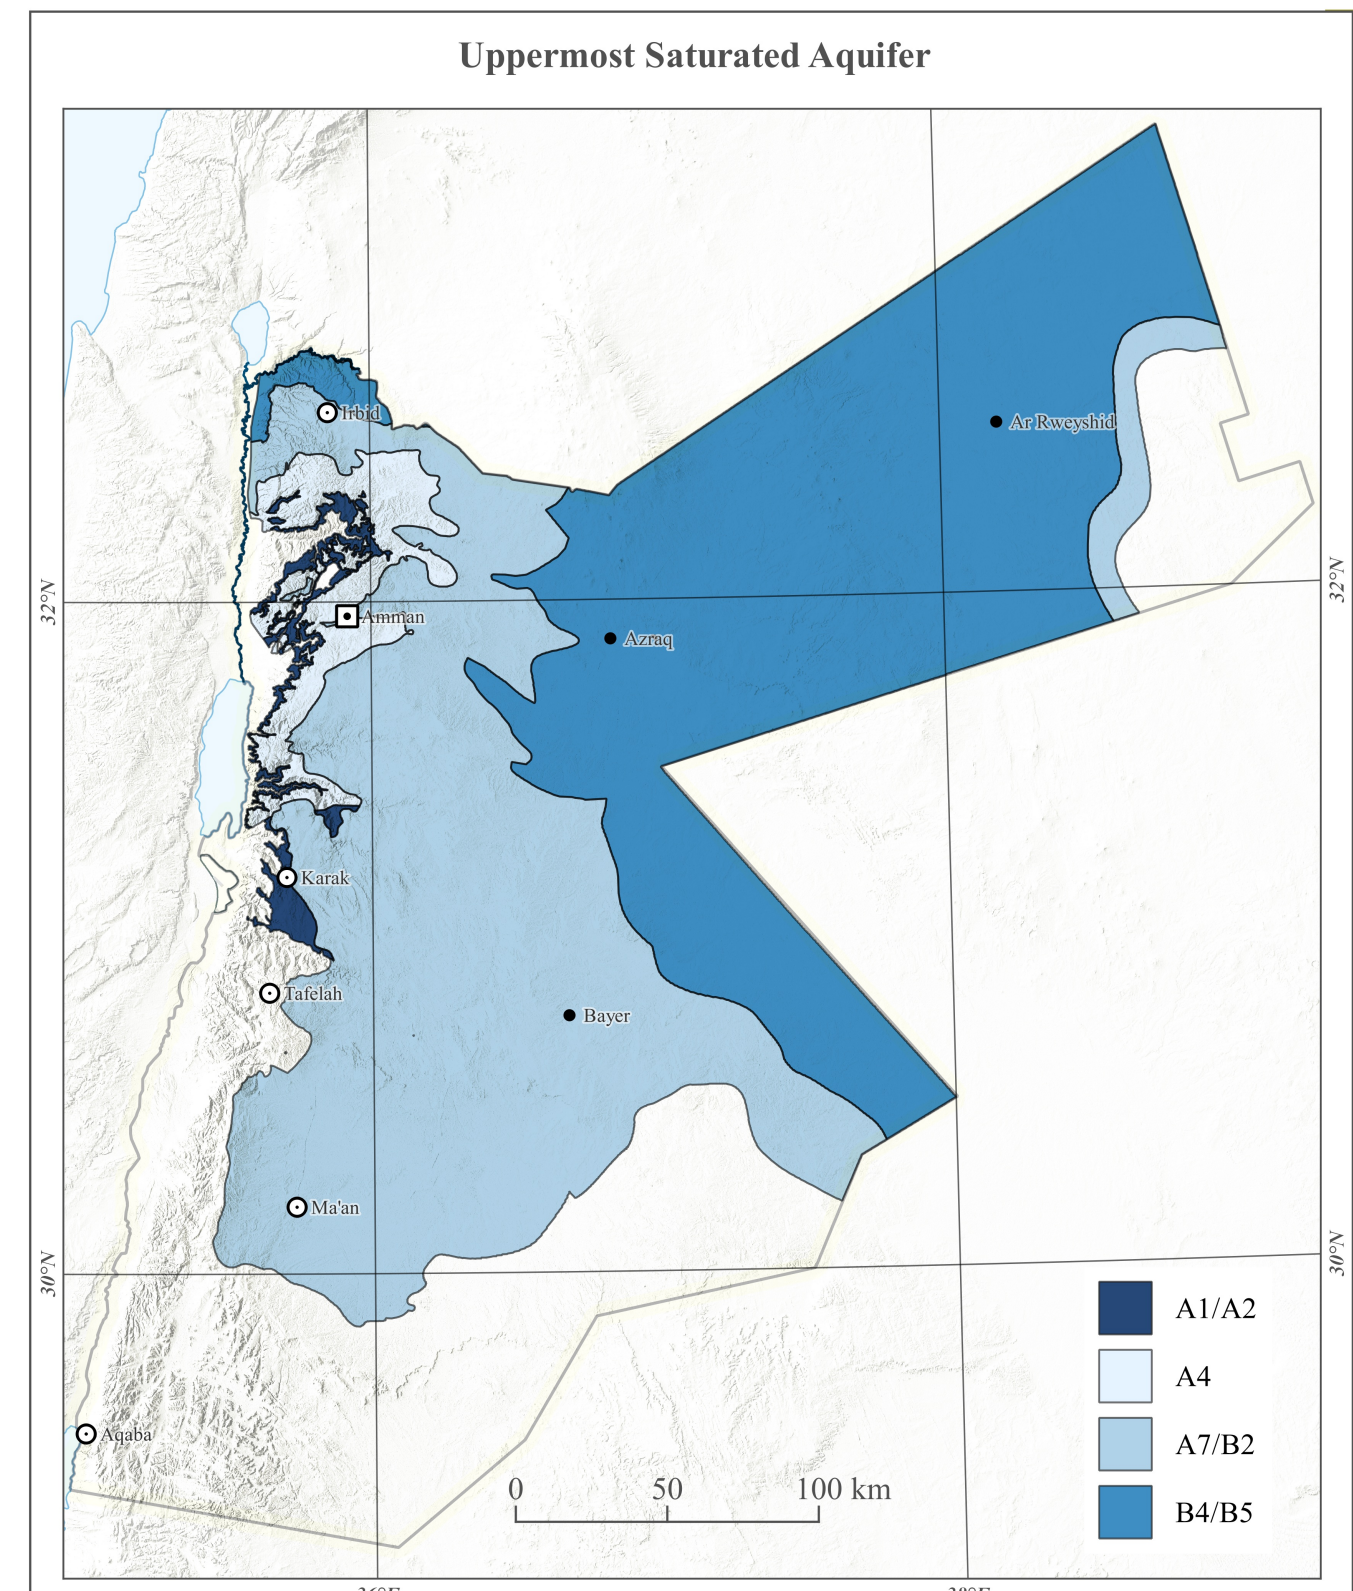 Uppermost Saturated Aquifer
Irbid
Ar Rweyshid
32°N
32°N
Amman
Azraq
Karak
Tafelah
Bayer
Ma'an
30°N
30°N
A1/A2
A4
A7/B2
B4/B5
Aqaba
0 50 100 km